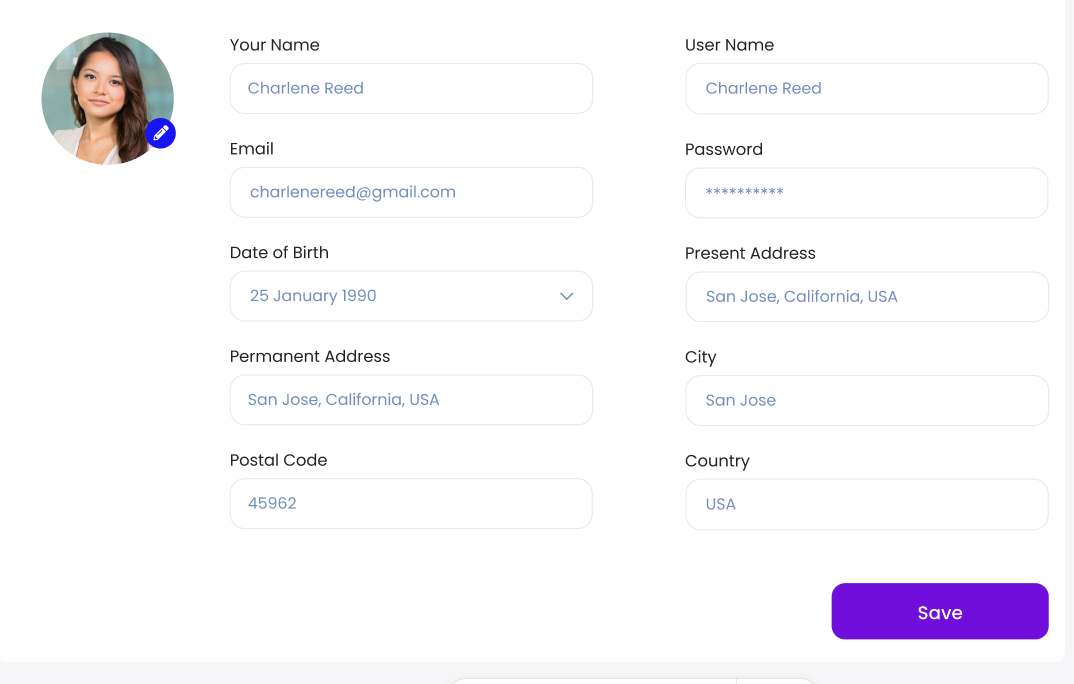 Your Name
User Name
Charlene Reed
Charlene Reed
Email
Password
charlenereed@gmail.com
**********
Date of Birth
Present Address
25 January 1990
San Jose, California, USA
Permanent Address
City
San Jose, California, USA
San Jose
Postal Code
Country
45962
USA
Save